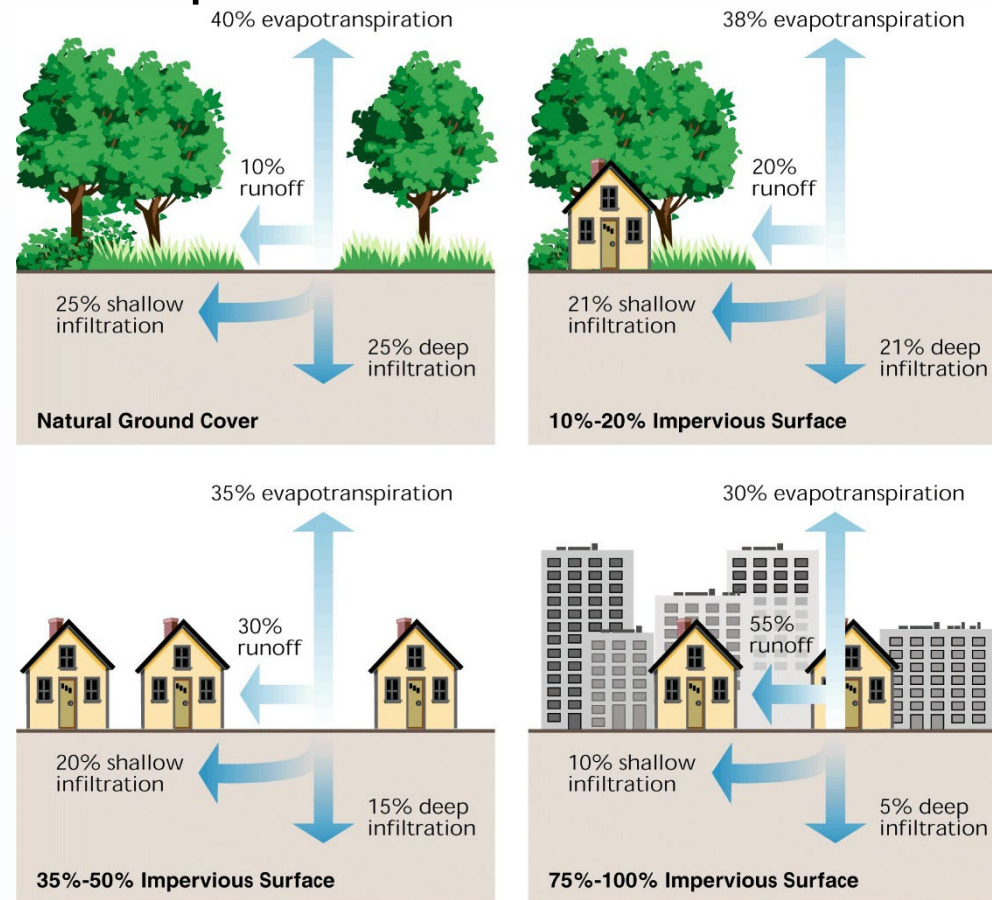 40% evapotranspiration
10%
runoff
25% shallow
infiltration
25% deep
infiltration
Natural Ground Cover
38% evapotranspiration
20%
runoff
21% shallow
infiltration
21% deep
infiltration
10%-20% Impervious Surface
35% evapotranspiration
30%
runoff
20% shallow
infiltration
15% deep
infiltration
35%-50% Impervious Surface
30% evapotranspiration
55%
runoff
10% shallow
infiltration
5% deep
infiltration
75%-100% Impervious Surface